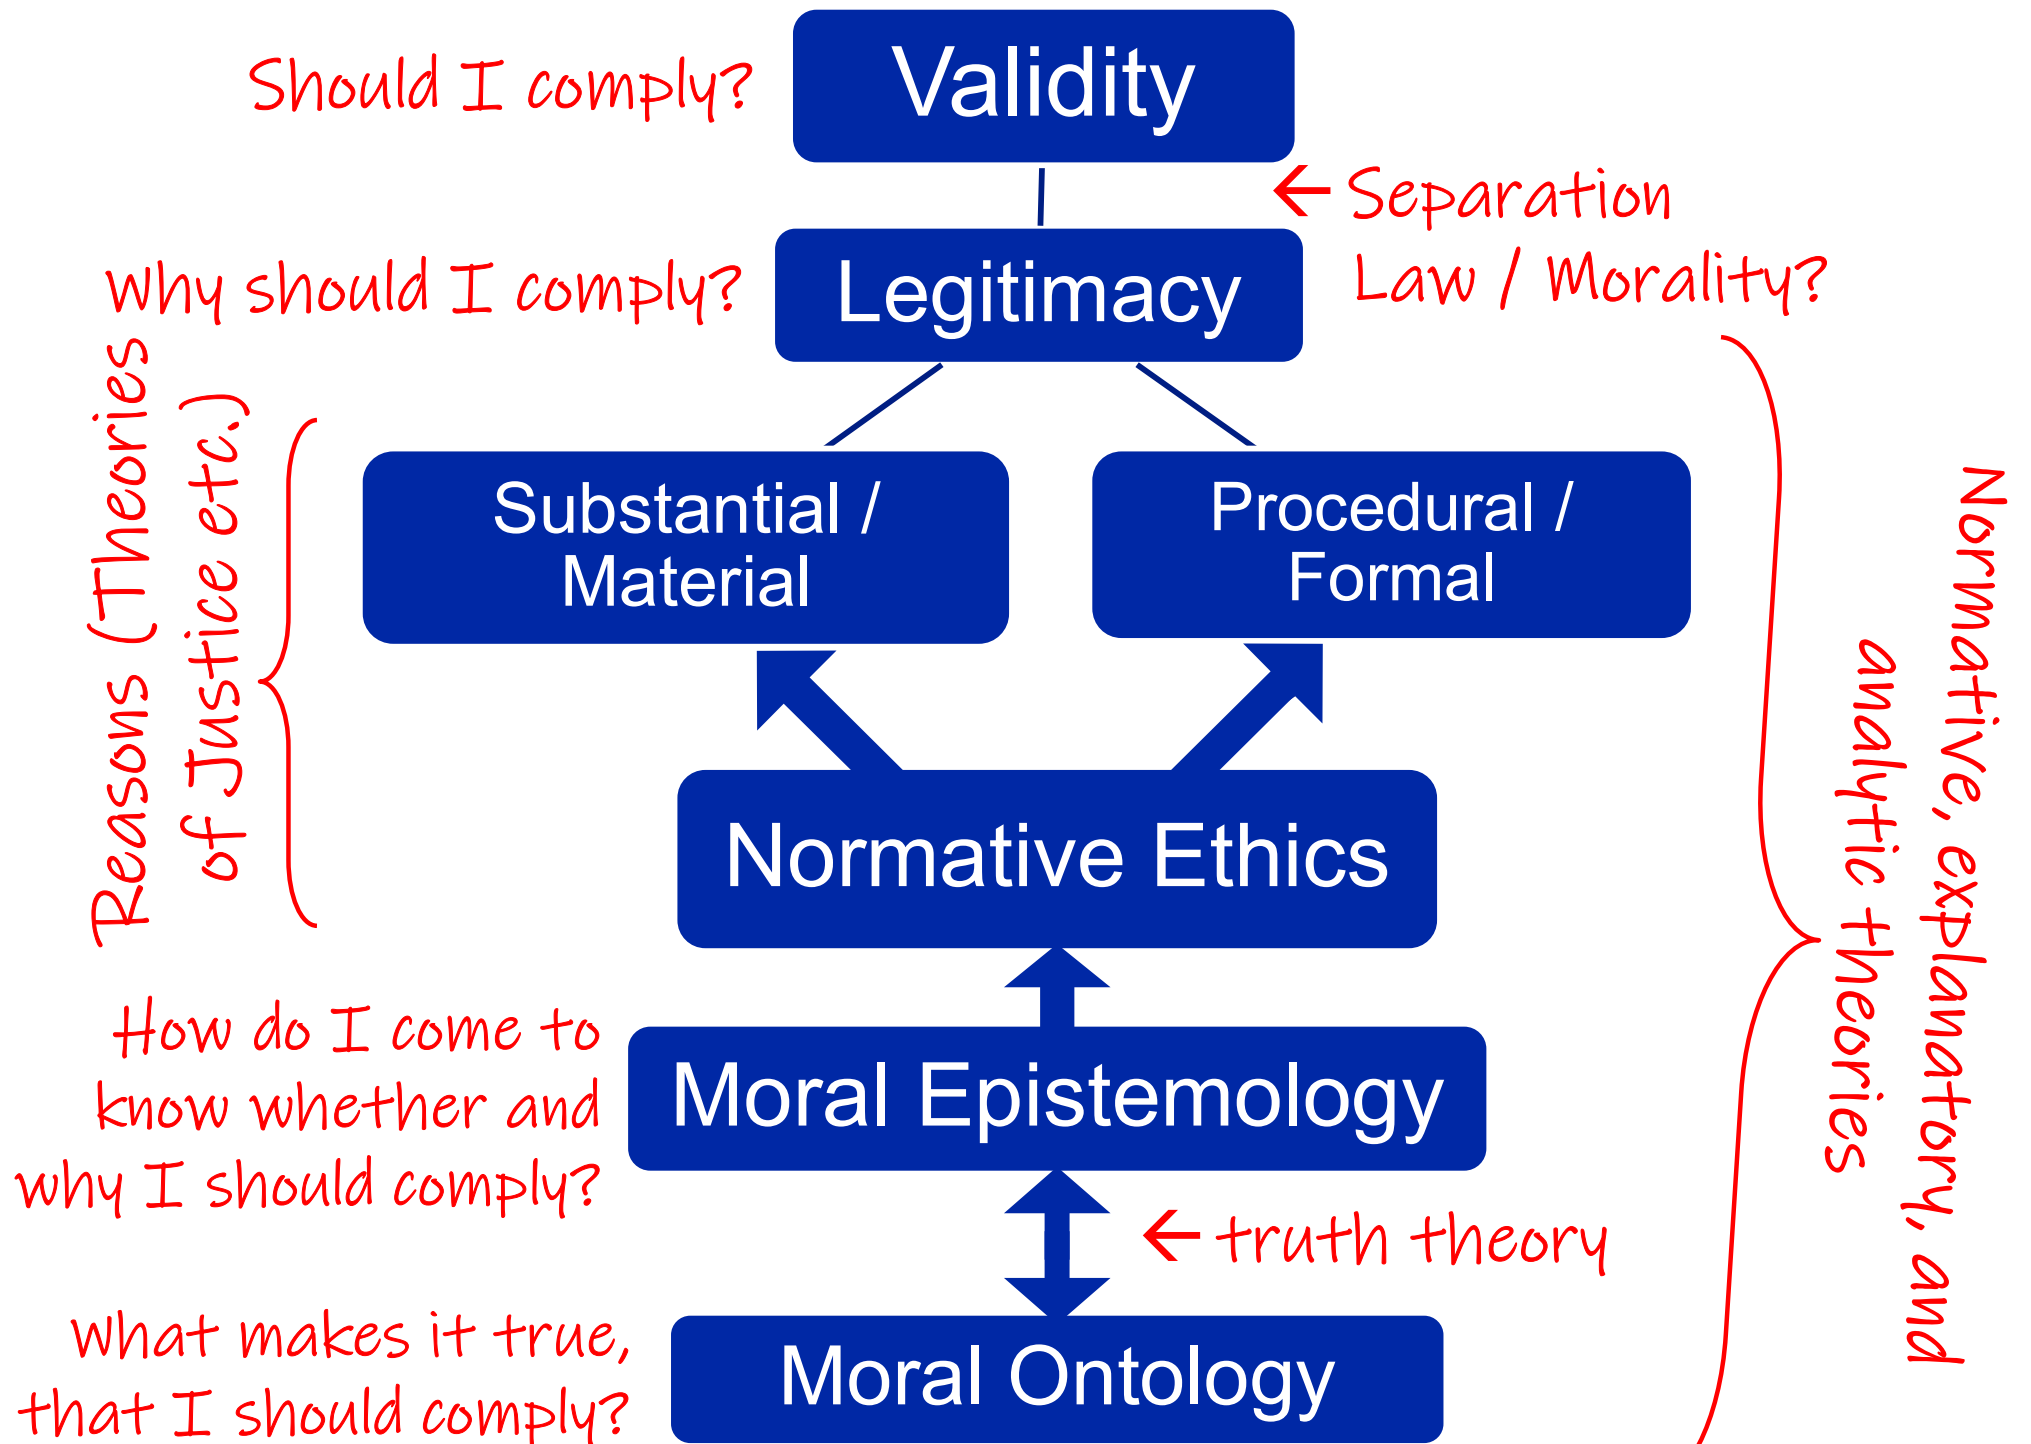 Should I comply?
Validity
← Separation
Law / Morality?
Why should I comply?
Legitimacy
Reasons (Theories
of Justice etc.)
Substantial /
Material
Procedural /
Formal
Normative, explanatory, and
analytic theories
Normative Ethics
How do I come to
know whether and
why I should comply?
Moral Epistemology
← truth theory
What makes it true,
that I should comply?
Moral Ontology